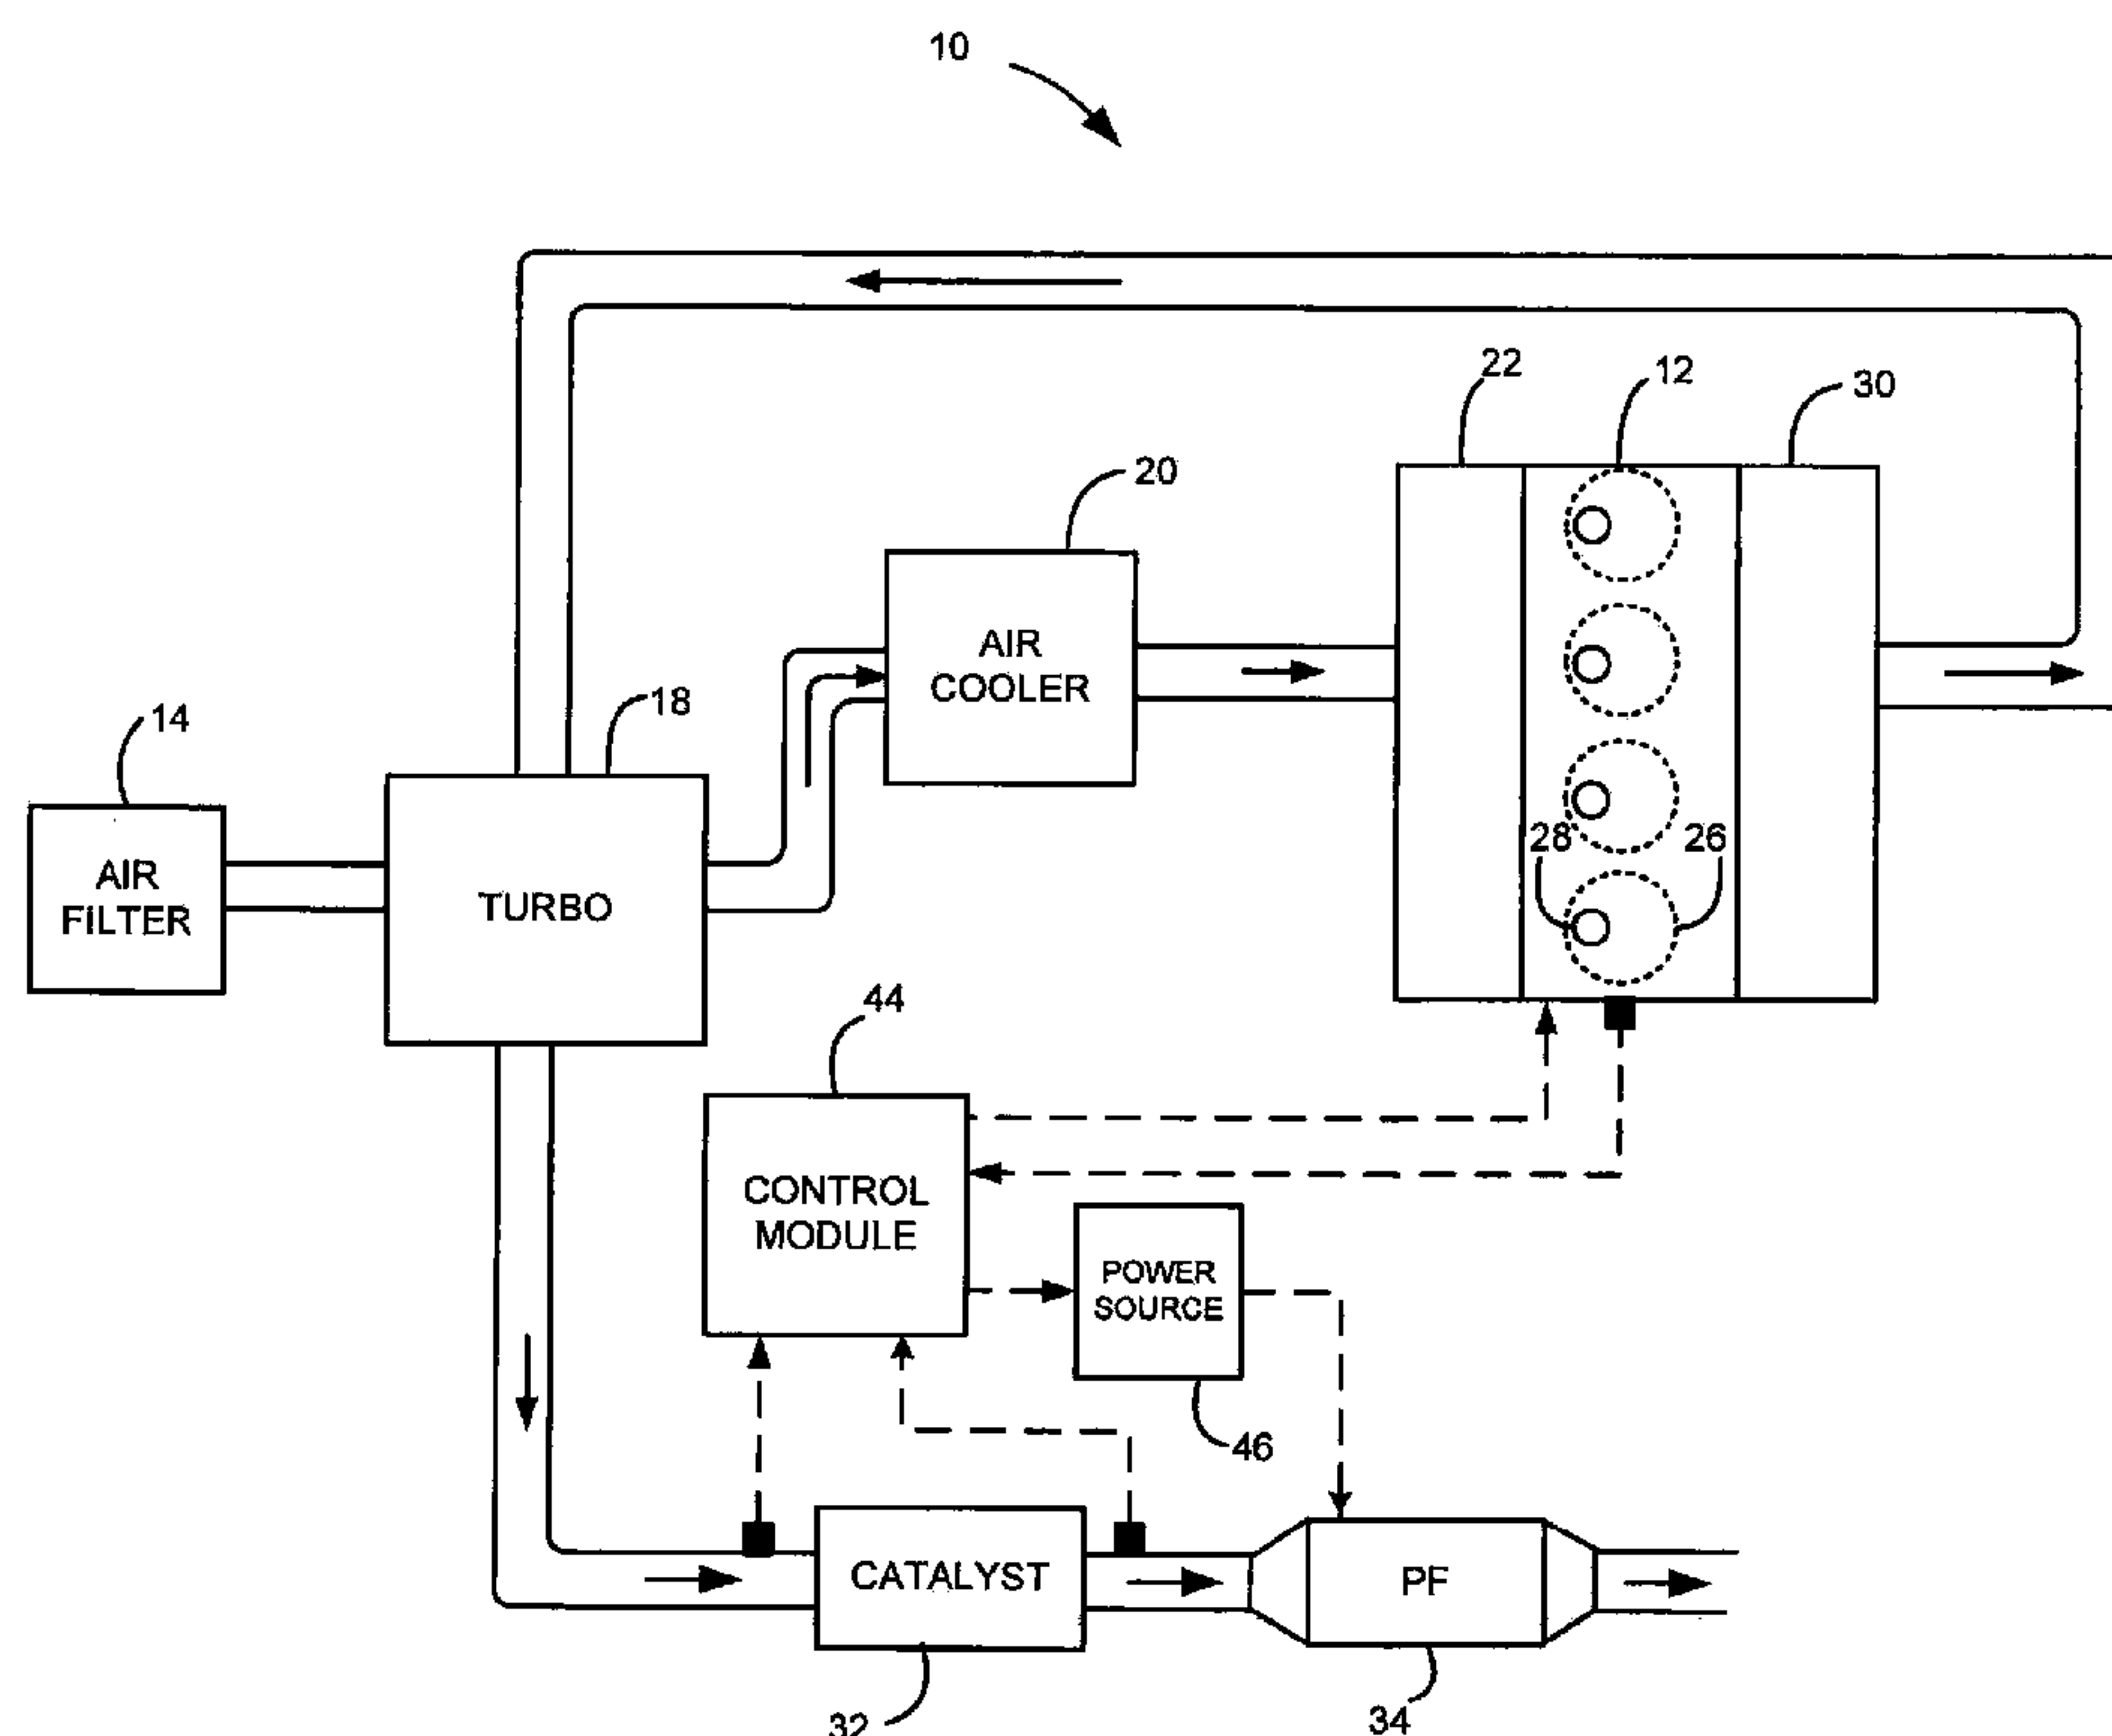 10
22
12
30
20
AIR
COOLER
18
14
AIR
FILTER
TURBO
28
26
44
CONTROL
MODULE
POWER
SOURCE
46
CATALYST
PF
32
34